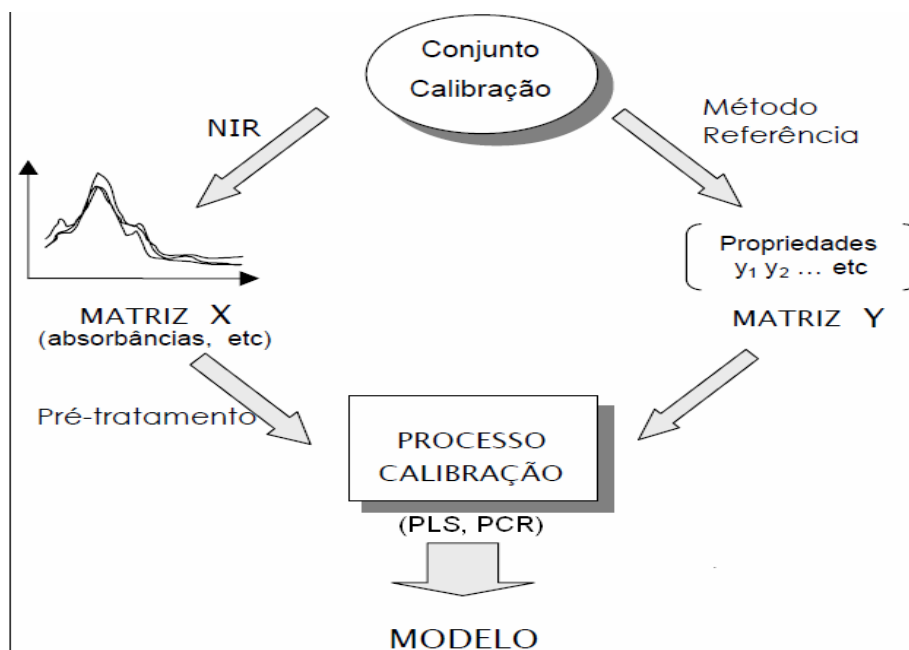 Conjunto
Calibração
NIR
Método
Referência
Propriedades
y₁ y₂ ... etc
MATRIZ X
(absorbâncias, etc)
MATRIZ Y
Pré-tratamento
PROCESSO
CALIBRAÇÃO
(PLS, PCR)
MODELO